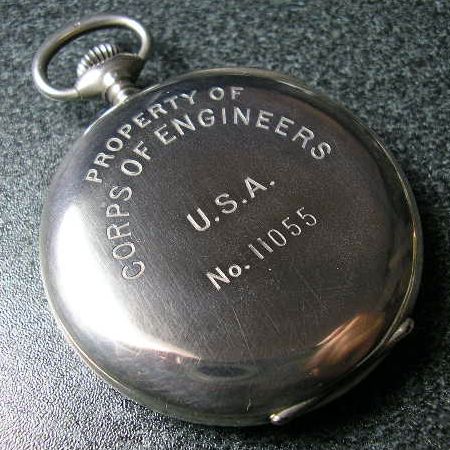 PROPERTY OF
CORPS OF ENGINEERS
U.S.A.
No. 11055